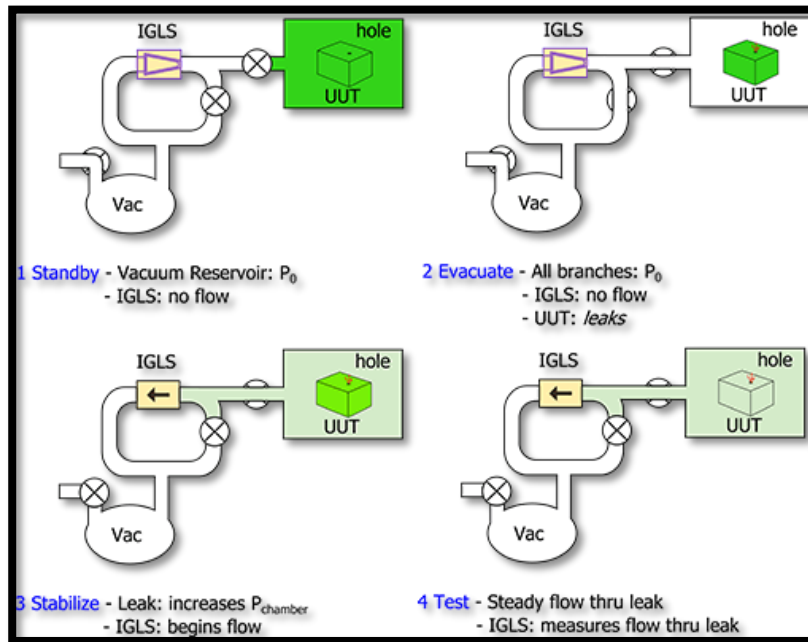 IGLS
hole
UUT
Vac
1 Standby - Vacuum Reservoir: P₀
- IGLS: no flow
IGLS
hole
UUT
Vac
2 Evacuate - All branches: P₀
- IGLS: no flow
- UUT: leaks
IGLS
hole
UUT
Vac
3 Stabilize - Leak: increases Pchamber
- IGLS: begins flow
IGLS
hole
UUT
Vac
4 Test - Steady flow thru leak
- IGLS: measures flow thru leak